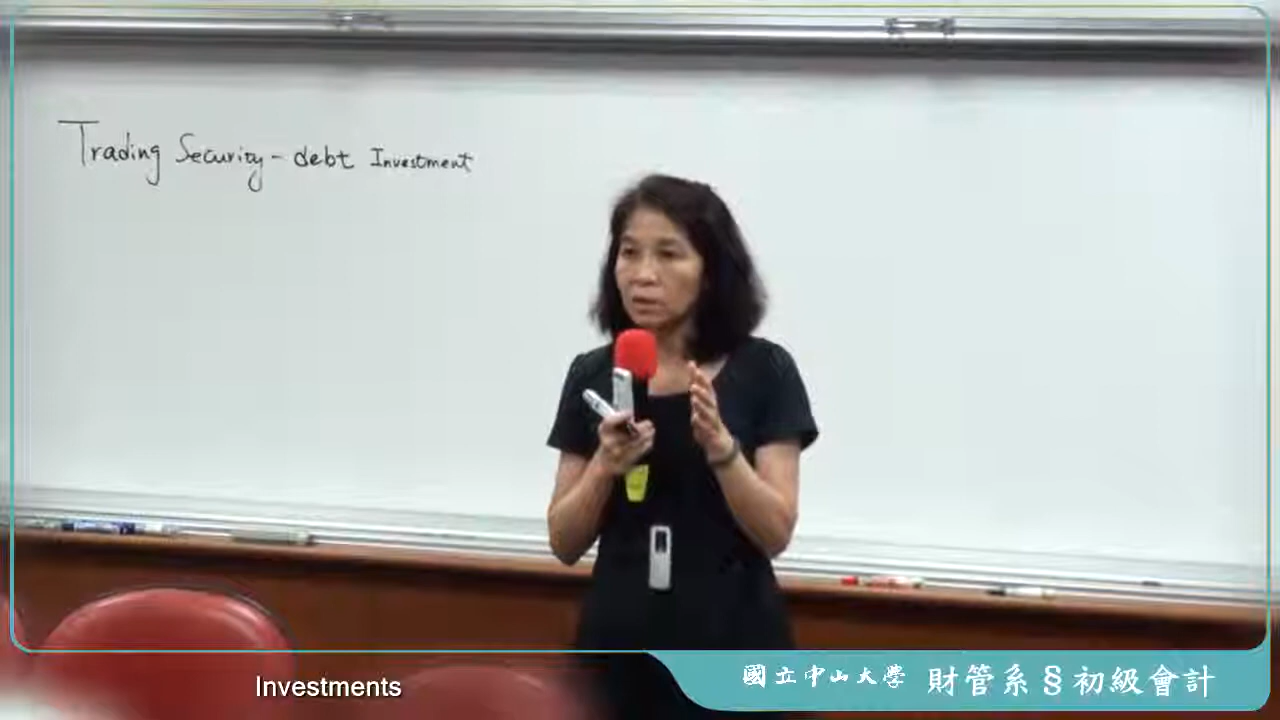 Trading Security - debt Investment
Investments
國立中山大學 財管系 § 初級會計